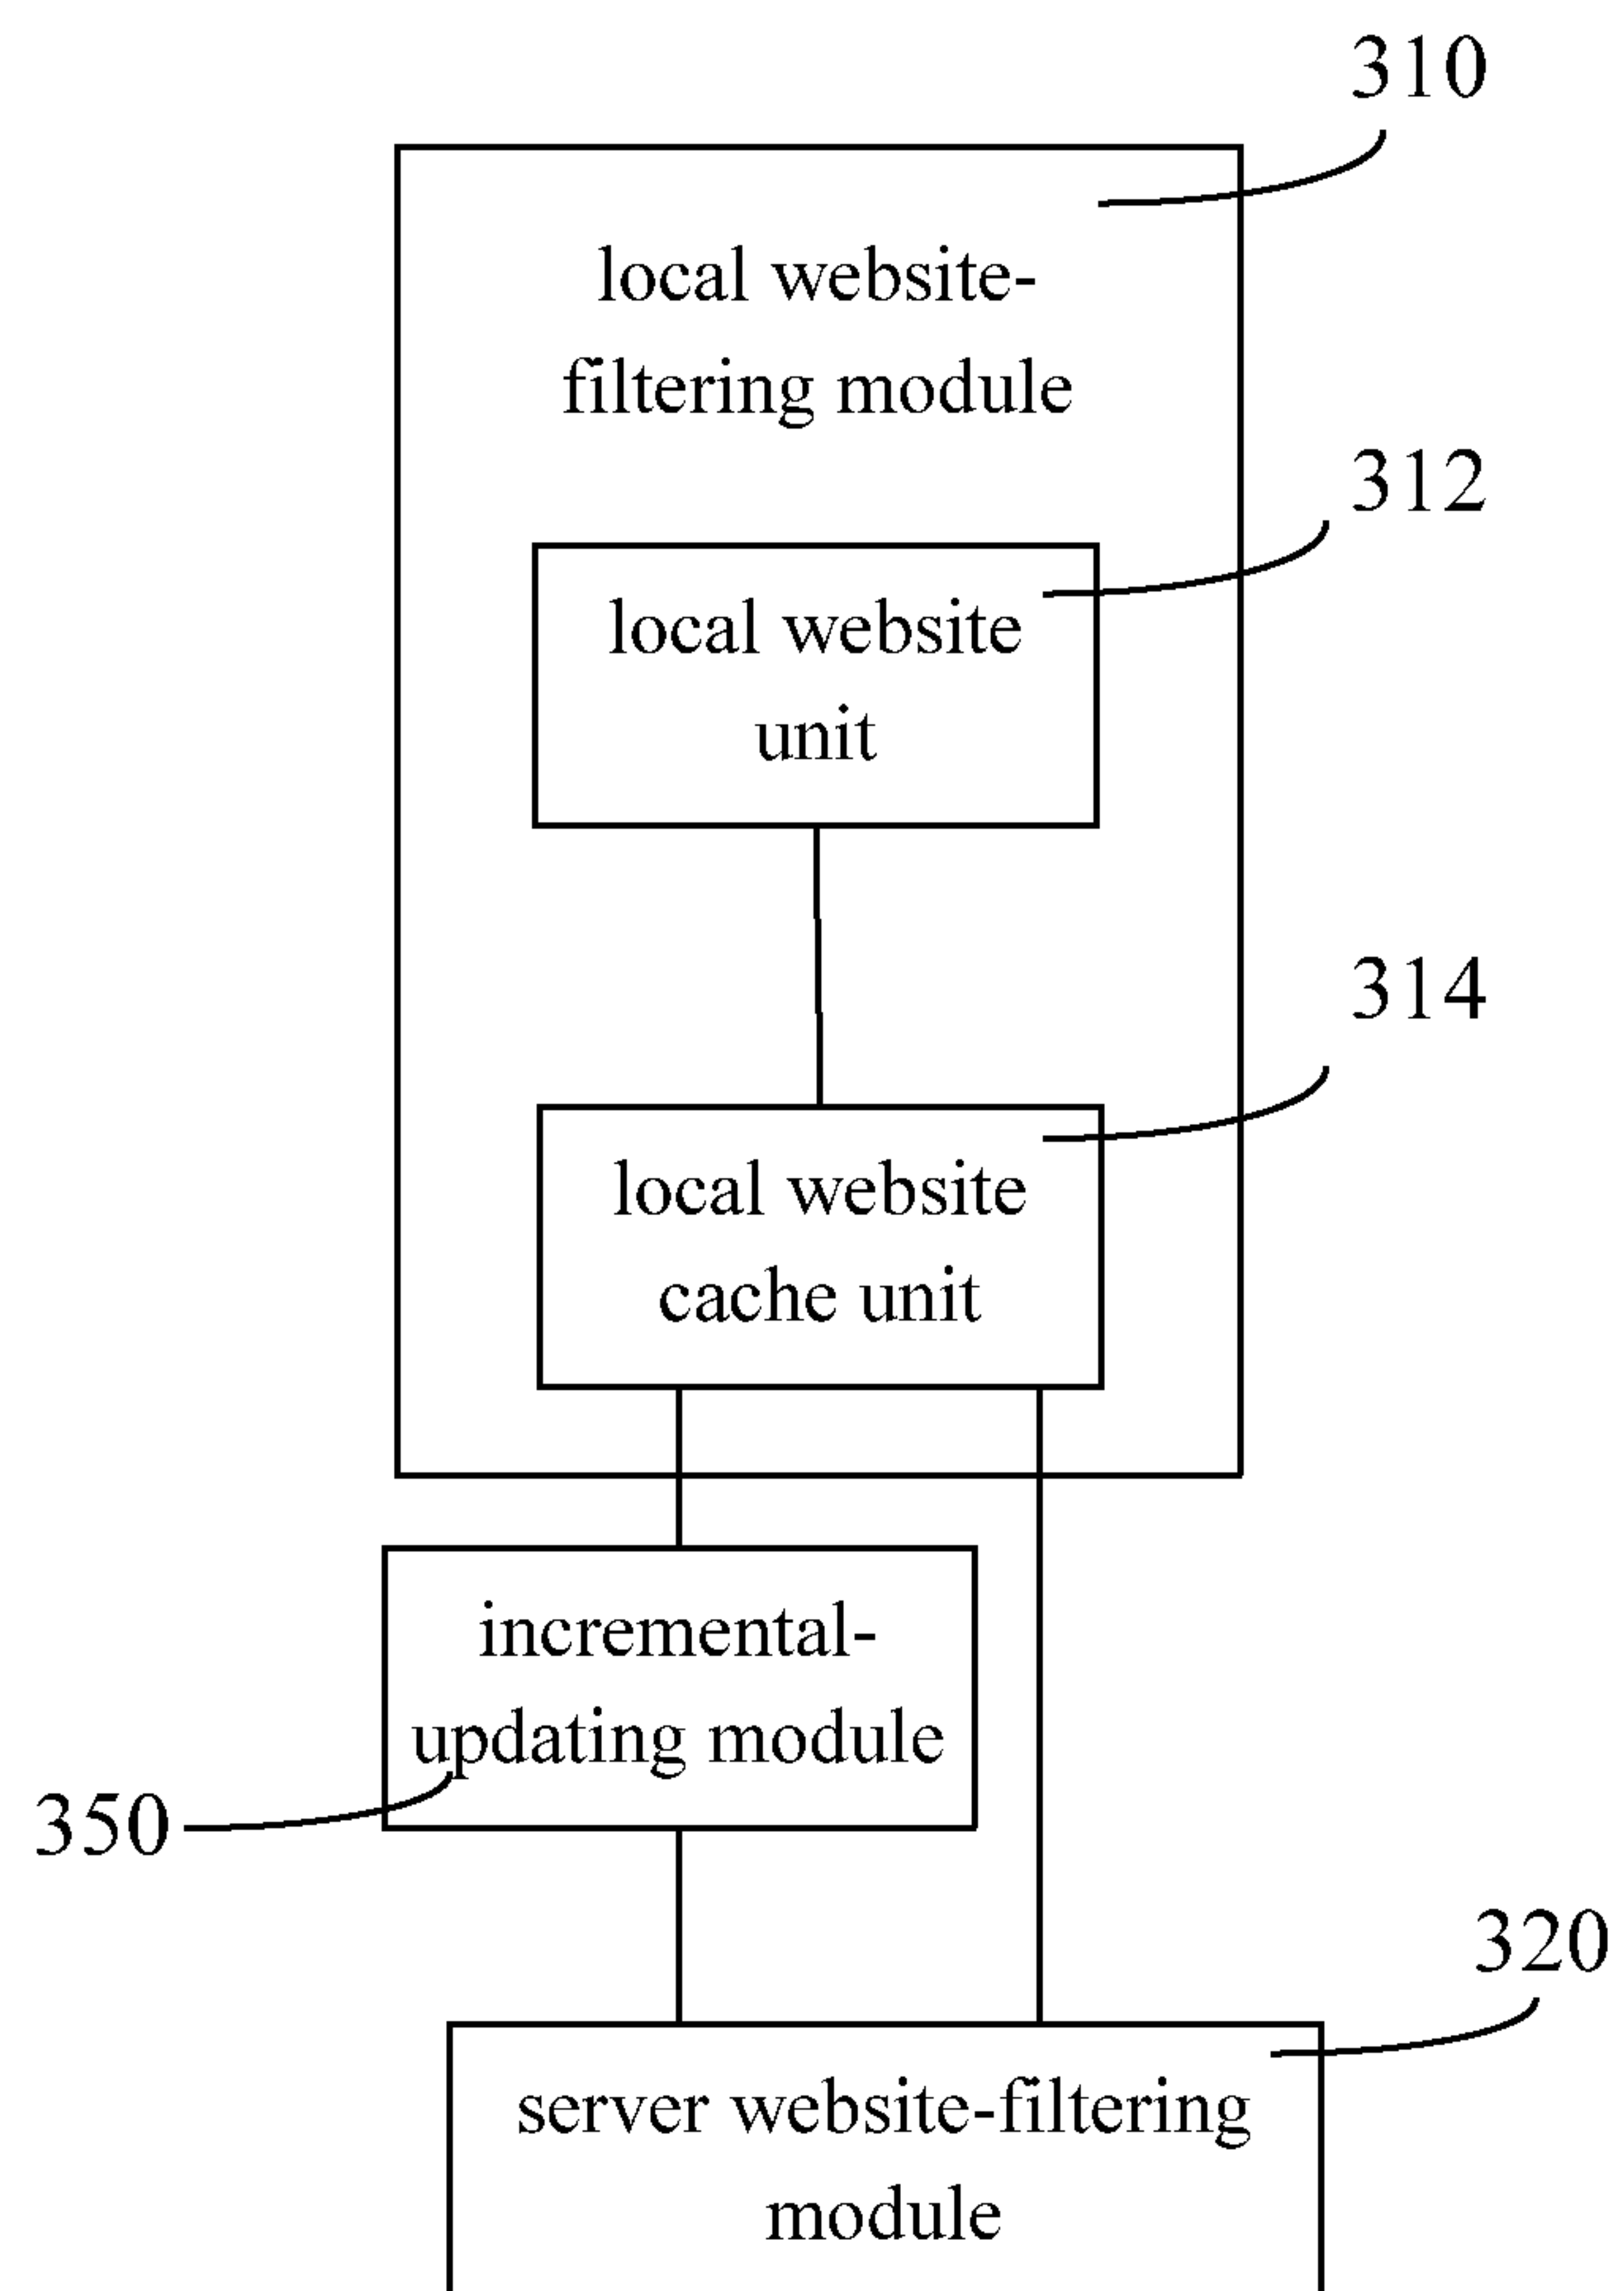 310
local website-
filtering module
312
local website
unit
314
local website
cache unit
incremental-
updating module
350
320
server website-filtering
module